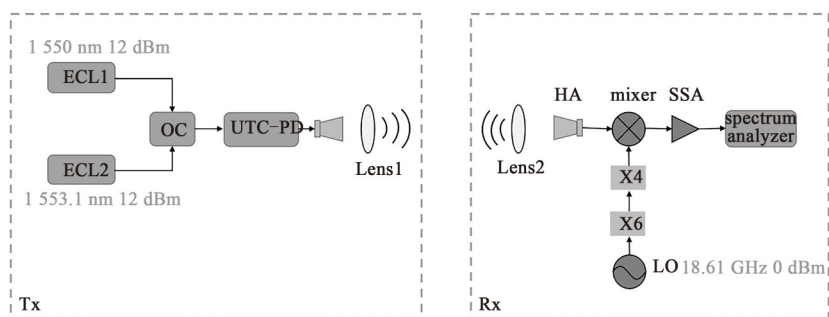 1 550 nm 12 dBm
ECL1
OC
UTC-PD
ECL2
1 553.1 nm 12 dBm
Lens1
Tx
HA
mixer
SSA
spectrum
analyzer
Lens2
X4
X6
LO 18.61 GHz 0 dBm
Rx